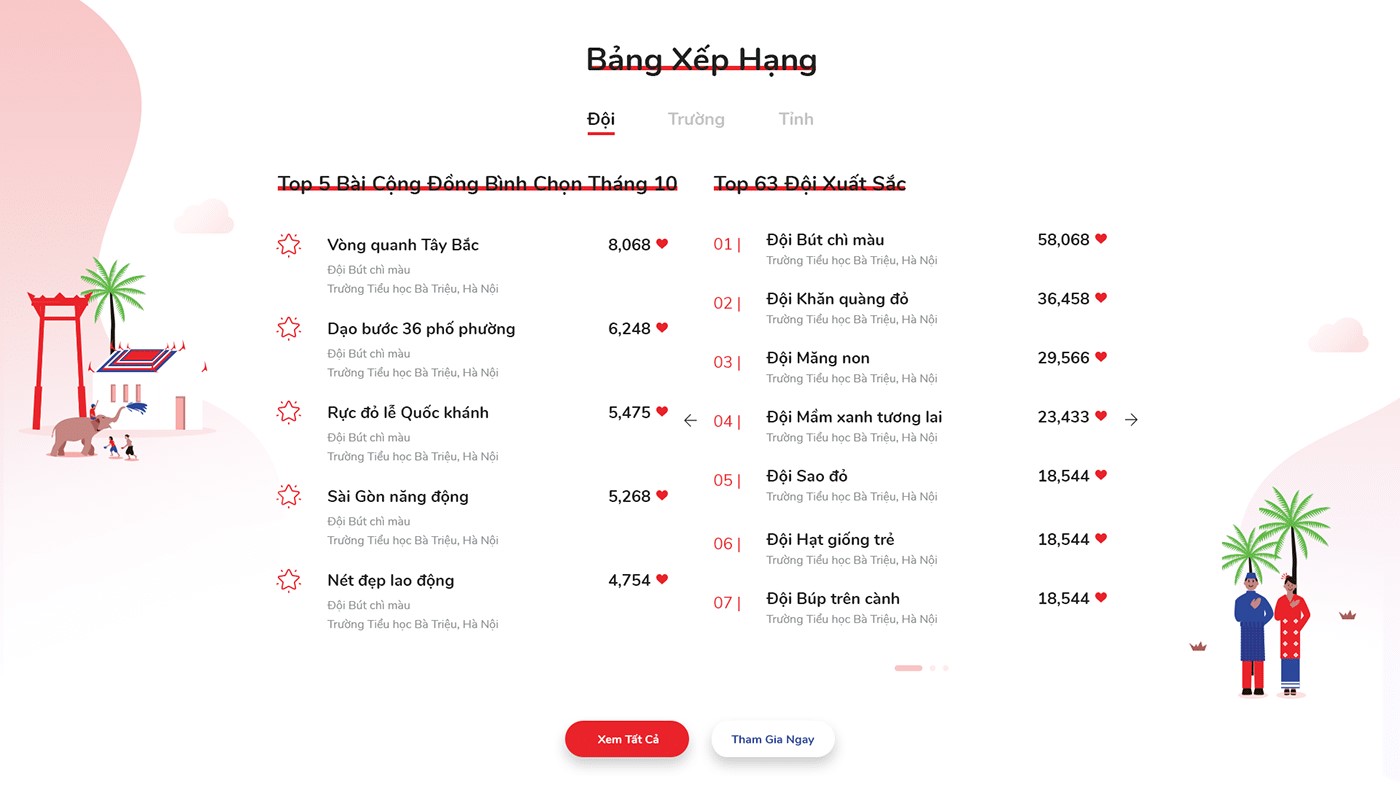 Bảng Xếp Hạng
Đội Trường Tỉnh
Top 5 Bài Cộng Đồng Bình Chọn Tháng 10
Vòng quanh Tây Bắc 8,068
Đội Bút chì màu
Trường Tiểu học Bà Triệu, Hà Nội
Dạo bước 36 phố phường 6,248
Đội Bút chì màu
Trường Tiểu học Bà Triệu, Hà Nội
Rực đỏ lễ Quốc khánh 5,475
Đội Bút chì màu
Trường Tiểu học Bà Triệu, Hà Nội
Sài Gòn năng động 5,268
Đội Bút chì màu
Trường Tiểu học Bà Triệu, Hà Nội
Nét đẹp lao động 4,754
Đội Bút chì màu
Trường Tiểu học Bà Triệu, Hà Nội
Top 63 Đội Xuất Sắc
01 | Đội Bút chì màu 58,068
Trường Tiểu học Bà Triệu, Hà Nội
02 | Đội Khăn quàng đỏ 36,458
Trường Tiểu học Bà Triệu, Hà Nội
03 | Đội Măng non 29,566
Trường Tiểu học Bà Triệu, Hà Nội
04 | Đội Mầm xanh tương lai 23,433
Trường Tiểu học Bà Triệu, Hà Nội
05 | Đội Sao đỏ 18,544
Trường Tiểu học Bà Triệu, Hà Nội
06 | Đội Hạt giống trẻ 18,544
Trường Tiểu học Bà Triệu, Hà Nội
07 | Đội Búp trên cành 18,544
Trường Tiểu học Bà Triệu, Hà Nội
Xem Tất Cả Tham Gia Ngay